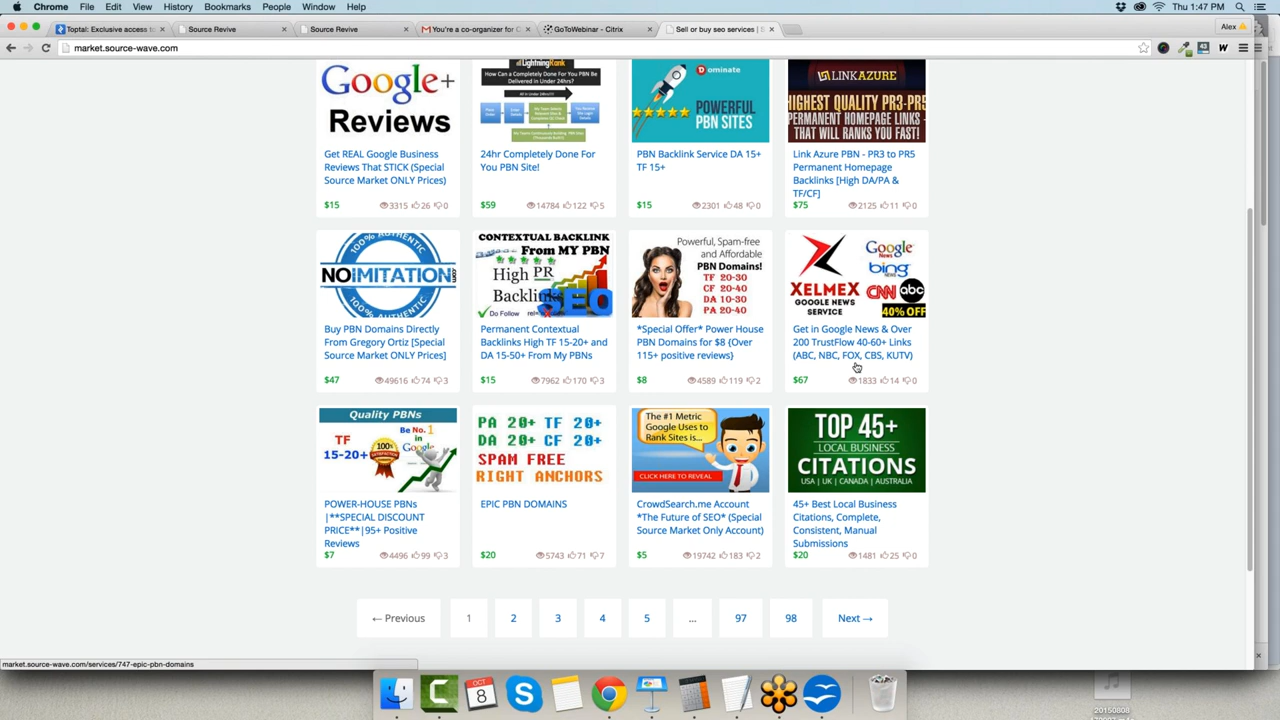 Chrome File Edit View History Bookmarks People Window Help
Thu 1:47 PM
Toptal: Exclusive access to
Source Revive
Source Revive
You're a co-organizer for C
GoToWebinar - Citrix
Sell or buy seo services | B
Alex
market.source-wave.com
Google+
Reviews
Get REAL Google Business
Reviews That STICK (Special
Source Market ONLY Prices)
$15 3315 26 0
LightningRank
How Can a Completely Done For You PBN Be
Delivered in Under 24hrs?
24hr Completely Done For
You PBN Site!
$59 14784 122 5
Dominate
POWERFUL
PBN SITES
PBN Backlink Service DA 15+
TF 15+
$15 2301 48 0
LINKAZURE
HIGHEST QUALITY PR3-PR5
PERMANENT HOMEPAGE LINKS
THAT WILL RANKS YOU FAST!
Link Azure PBN - PR3 to PR5
Permanent Homepage
Backlinks [High DA/PA &
TF/CF]
$75 2125 11 0
100% AUTHENTIC
NOIMITATION.com
100% AUTHENTIC
Buy PBN Domains Directly
From Gregory Ortiz [Special
Source Market ONLY Prices]
$47 49616 74 3
CONTEXTUAL BACKLINK
From MY PBN
High PR
Backlinks
SEO
Do Follow
Permanent Contextual
Backlinks High TF 15-20+ and
DA 15-50+ From My PBNs
$15 7962 170 3
Powerful, Spam-free
and Affordable
PBN Domains!
TF 20-30
CF 20-40
DA 10-30
PA 20-40
*Special Offer* Power House
PBN Domains for $8 {Over
115+ positive reviews}
$8 4589 119 2
XELMEX
GOOGLE NEWS
SERVICE
Google
News
bing
CNN abc
40% OFF
Get in Google News & Over
200 TrustFlow 40-60+ Links
(ABC, NBC, FOX, CBS, KUTV)
$67 1833 14 0
Quality PBNs
TF
15-20+
100%
Be No. 1
in
Google
POWER-HOUSE PBNs
|**SPECIAL DISCOUNT
PRICE**|95+ Positive
Reviews
$7 4496 99 3
PA 20+ TF 20+
DA 20+ CF 20+
SPAM FREE
RIGHT ANCHORS
EPIC PBN DOMAINS
$20 5743 71 7
The #1 Metric
Google Uses to
Rank Sites is...
CLICK HERE TO REVEAL
CrowdSearch.me Account
*The Future of SEO* (Special
Source Market Only Account)
$5 19742 183 2
TOP 45+
LOCAL BUSINESS
CITATIONS
USA | UK | CANADA | AUSTRALIA
45+ Best Local Business
Citations, Complete,
Consistent, Manual
Submissions
$20 1481 25 0
← Previous 1 2 3 4 5 ... 97 98 Next →
market.source-wave.com/services/747-epic-pbn-domains
OCT
8
20150808